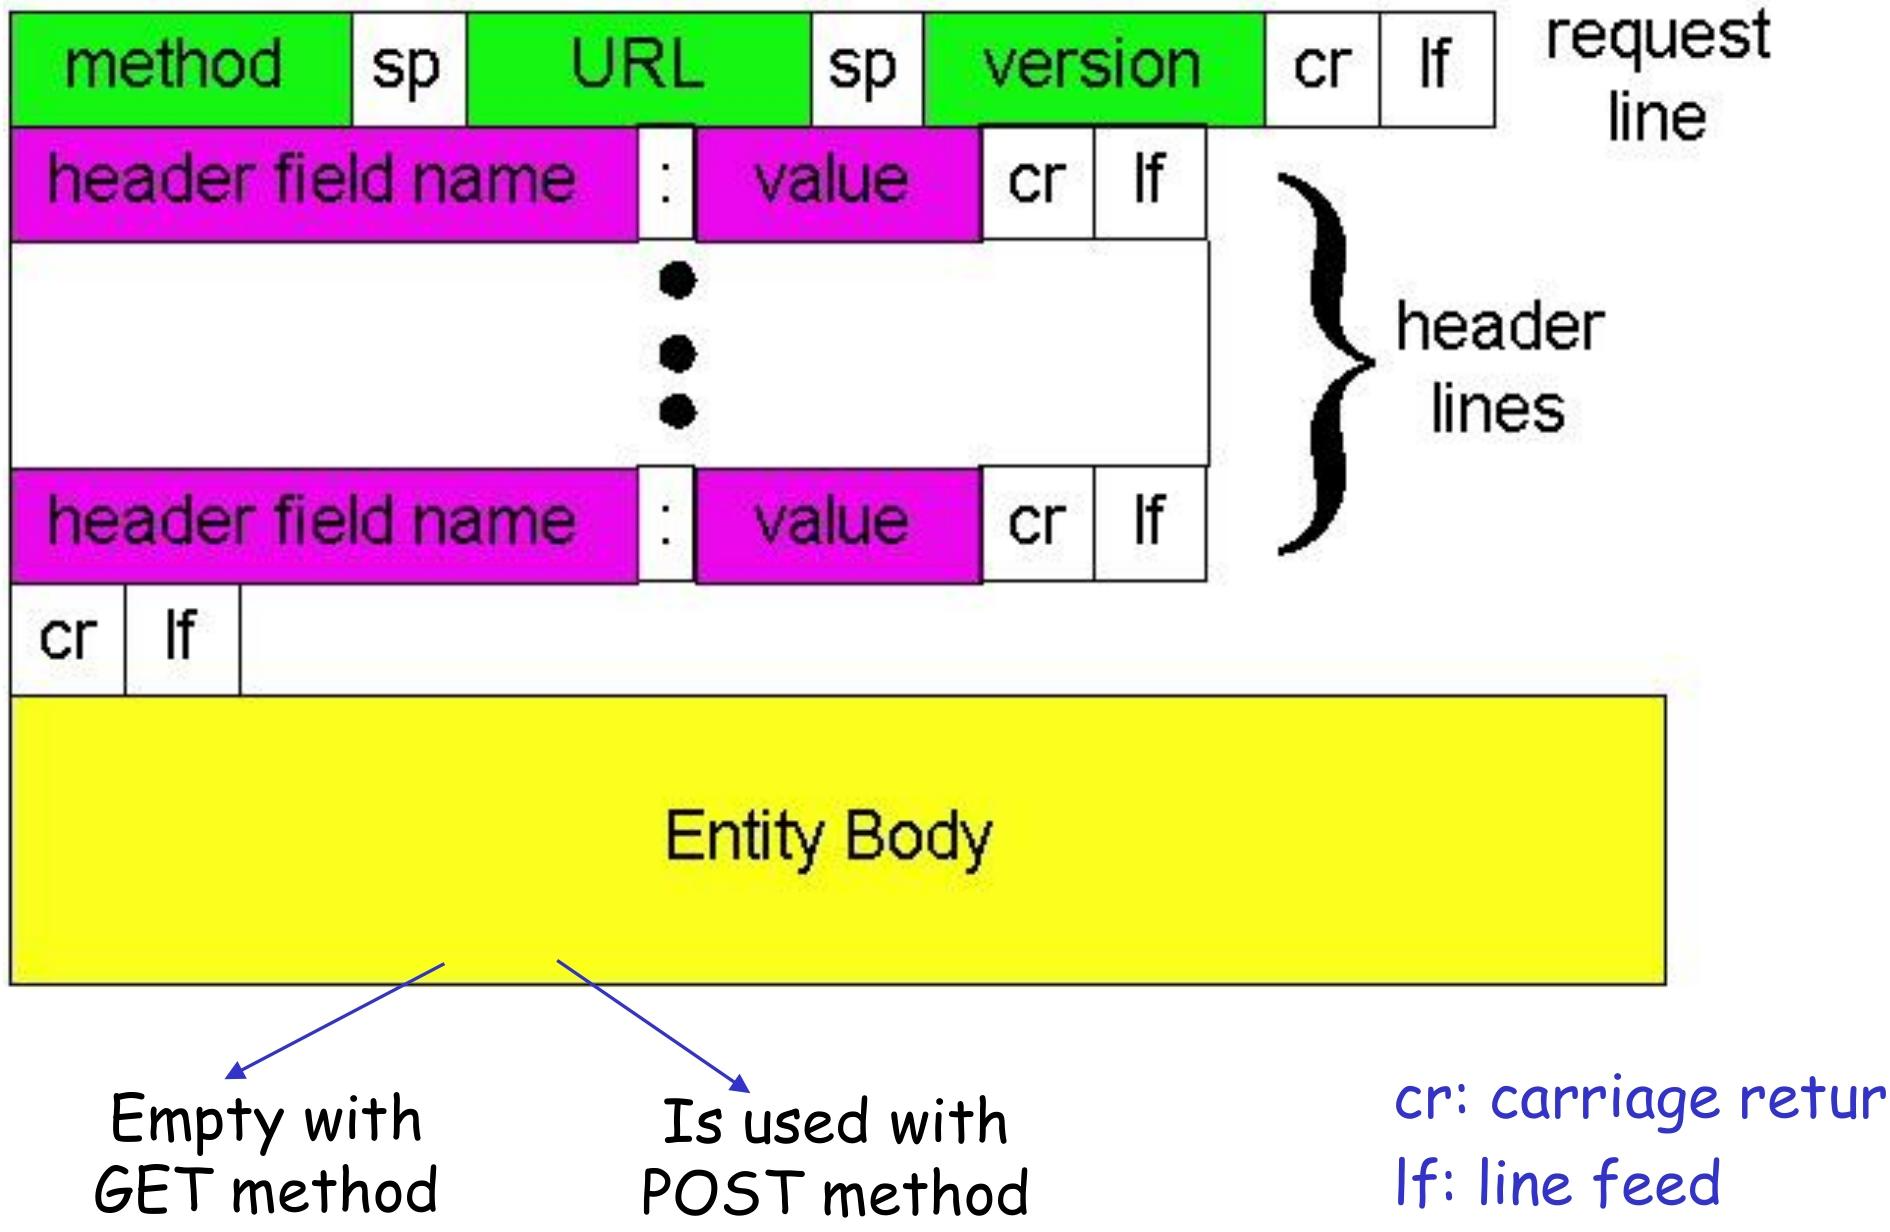 method sp URL sp version cr lf
request
line
header field name : value cr lf
header
lines
header field name : value cr lf
cr lf
Entity Body
Empty with
GET method
Is used with
POST method
cr: carriage retur
lf: line feed